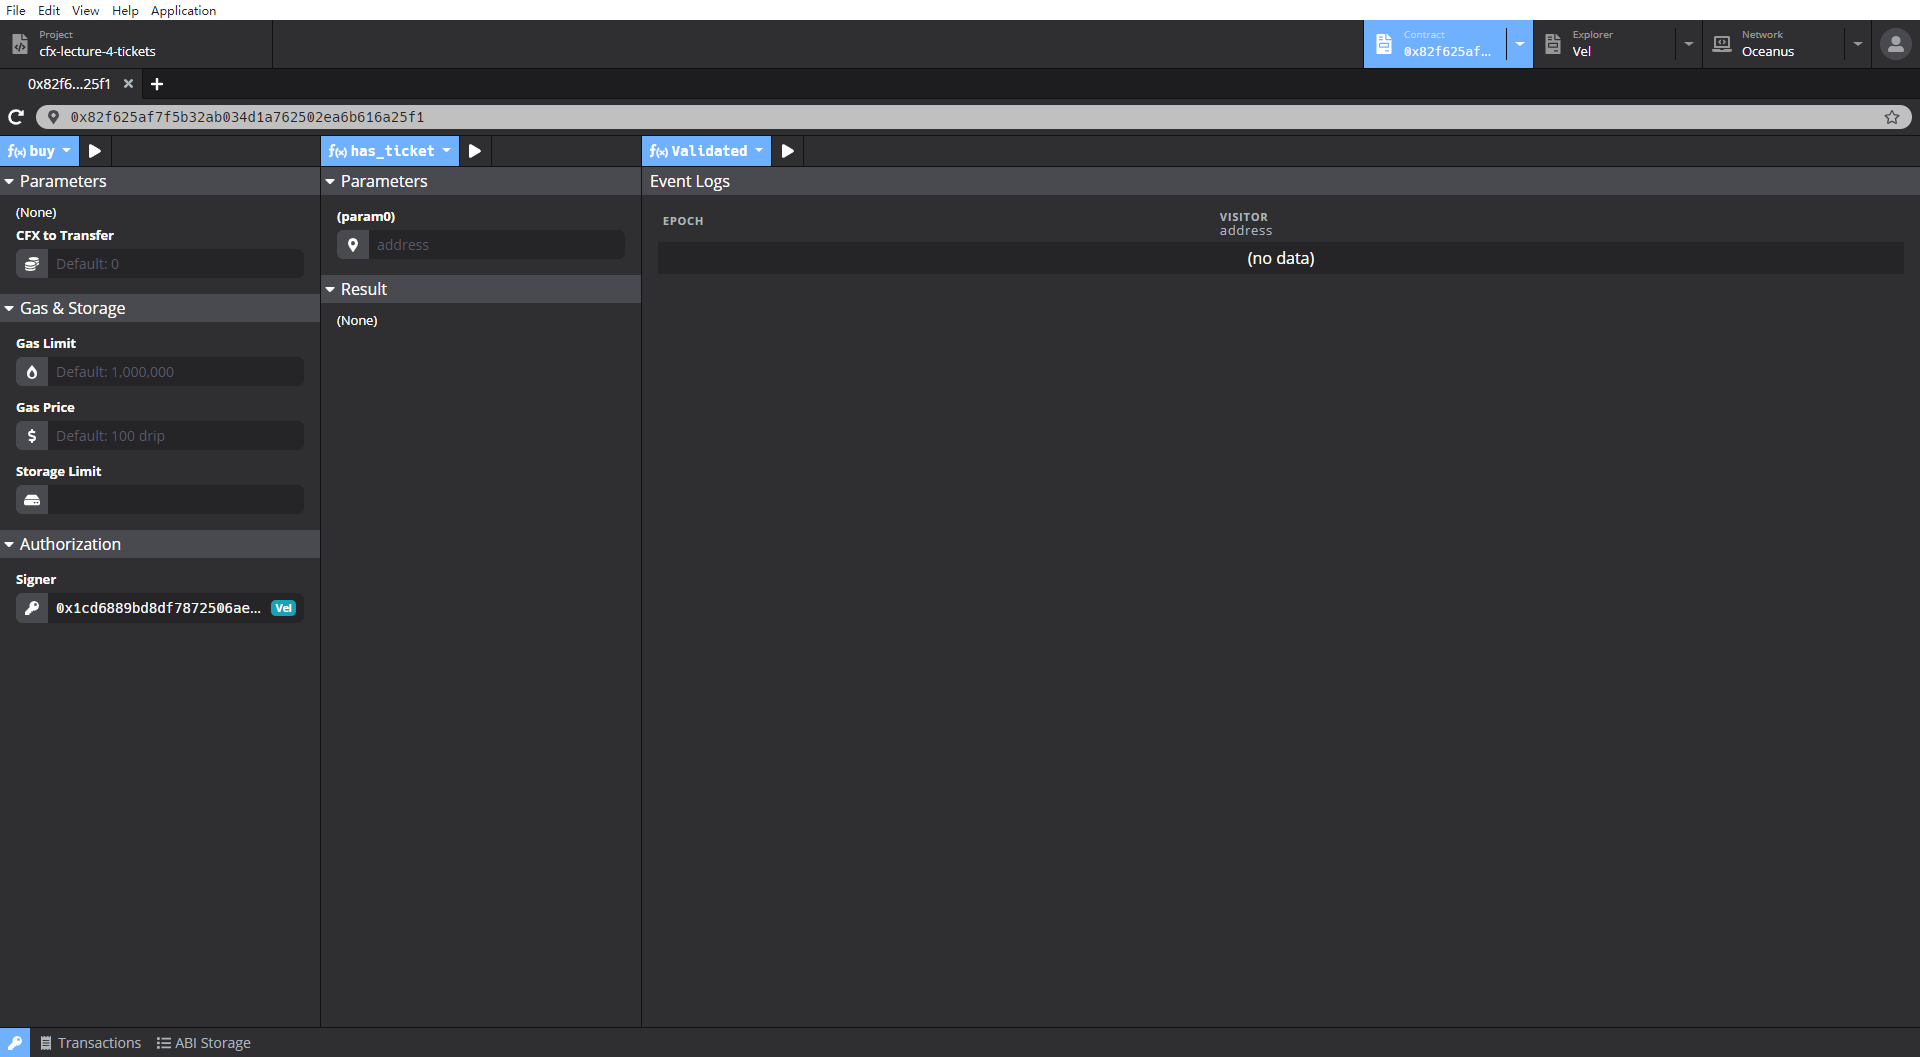 File Edit View Help Application
Project
cfx-lecture-4-tickets
Contract
0x82f625af...
Explorer
Vel
Network
Oceanus
0x82f6...25f1
0x82f625af7f5b32ab034d1a762502ea6b616a25f1
f(x) buy
f(x) has_ticket
f(x) Validated
Parameters
(None)
CFX to Transfer
Default: 0
Gas & Storage
Gas Limit
Default: 1,000,000
Gas Price
Default: 100 drip
Storage Limit
Authorization
Signer
0x1cd6889bd8df7872506ae... Vel
Parameters
(param0)
address
Result
(None)
Event Logs
EPOCH
VISITOR
address
(no data)
Transactions
ABI Storage